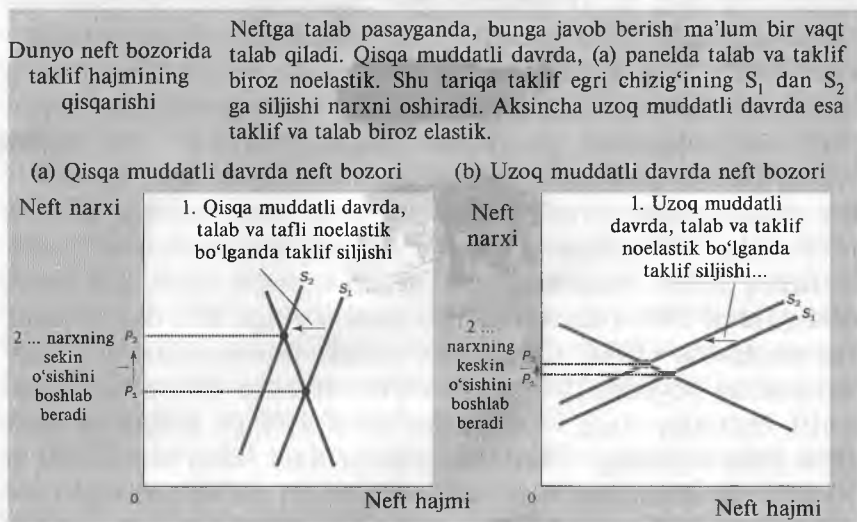 Dunyo neft bozorida
taklif hajmining
qisqarishi
Neftga talab pasayganda, bunga javob berish ma’lum bir vaqt
talab qiladi. Qisqa muddatli davrda, (a) panelda talab va taklif
biroz noelastik. Shu tariqa taklif egri chizig‘ining S₁ dan S₂
ga siljishi narxni oshiradi. Aksincha uzoq muddatli davrda esa
taklif va talab biroz elastik.
(a) Qisqa muddatli davrda neft bozori
Neft narxi
1. Qisqa muddatli davrda,
talab va tafli noelastik
bo‘lganda taklif siljishi
S₂
S₁
2 ... narxning
sekin
o‘sishini
boshlab
beradi
P₂
P₁
0
Neft hajmi
(b) Uzoq muddatli davrda neft bozori
Neft
narxi
1. Uzoq muddatli
davrda, talab va taklif
noelastik bo‘lganda
taklif siljishi...
S₂
S₁
2 ...
narxning
keskin
o‘sishini
boshlab
beradi
P₂
P₁
0
Neft hajmi